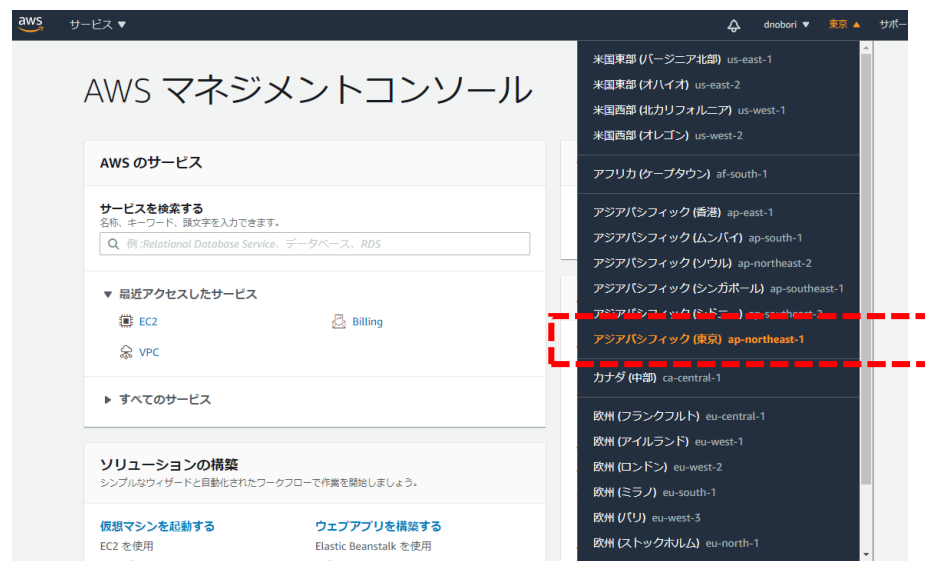 aws サービス ▼ dnobori ▼ 東京 ▲ サポー
AWS マネジメントコンソール
AWS のサービス
サービスを検索する
名称、キーワード、頭文字を入力できます。
例 :Relational Database Service、データベース、RDS
▼ 最近アクセスしたサービス
EC2
Billing
VPC
▶ すべてのサービス
ソリューションの構築
シンプルなウィザードと自動化されたワークフローで作業を開始しましょう。
仮想マシンを起動する
EC2 を使用
ウェブアプリを構築する
Elastic Beanstalk を使用
米国東部 (バージニア北部) us-east-1
米国東部 (オハイオ) us-east-2
米国西部 (北カリフォルニア) us-west-1
米国西部 (オレゴン) us-west-2
アフリカ (ケープタウン) af-south-1
アジアパシフィック (香港) ap-east-1
アジアパシフィック (ムンバイ) ap-south-1
アジアパシフィック (ソウル) ap-northeast-2
アジアパシフィック (シンガポール) ap-southeast-1
アジアパシフィック (シドニー) ap-southeast-2
アジアパシフィック (東京) ap-northeast-1
カナダ (中部) ca-central-1
欧州 (フランクフルト) eu-central-1
欧州 (アイルランド) eu-west-1
欧州 (ロンドン) eu-west-2
欧州 (ミラノ) eu-south-1
欧州 (パリ) eu-west-3
欧州 (ストックホルム) eu-north-1